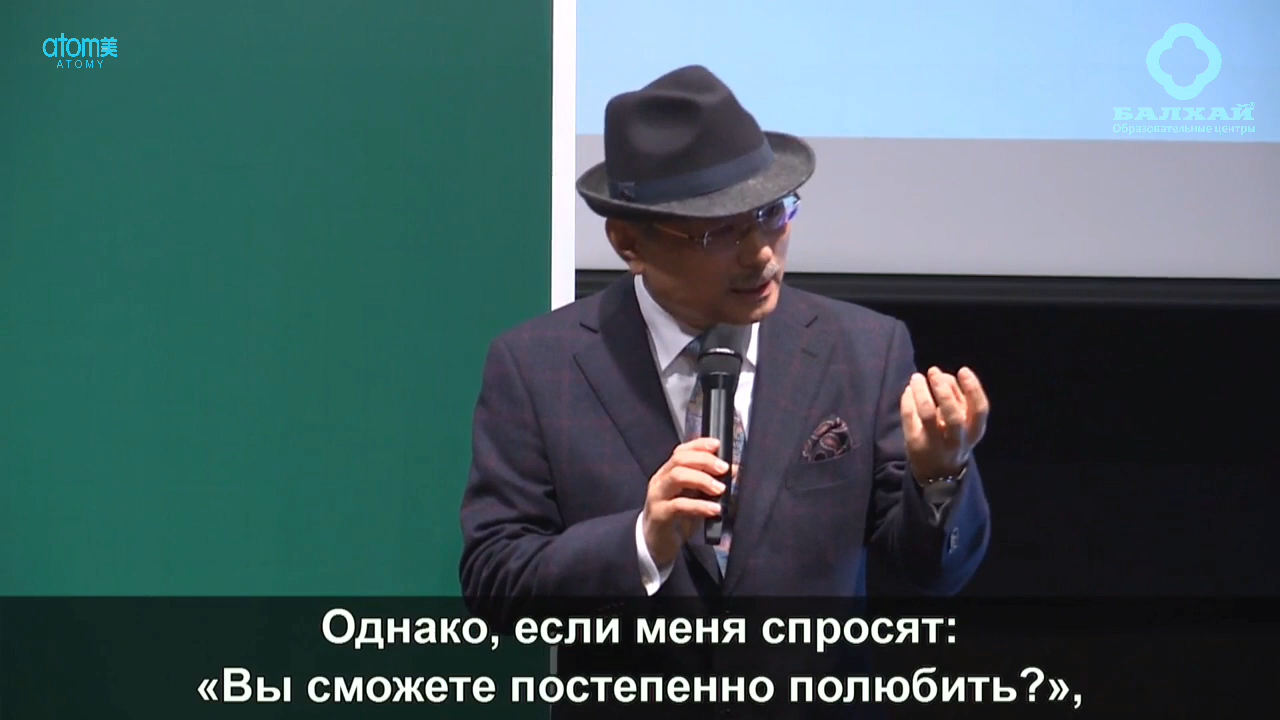 atom美
ATOMY
БАЛХАЙ
Образовательные центры
Однако, если меня спросят:
«Вы сможете постепенно полюбить?»,